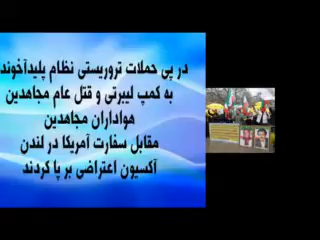 در پی حملات تروریستی نظام پلیدآخوند
به کمپ لیبرتی و قتل عام مجاهدین
هواداران مجاهدین
مقابل سفارت آمریکا در لندن
آکسیون اعتراضی بر پا کردند